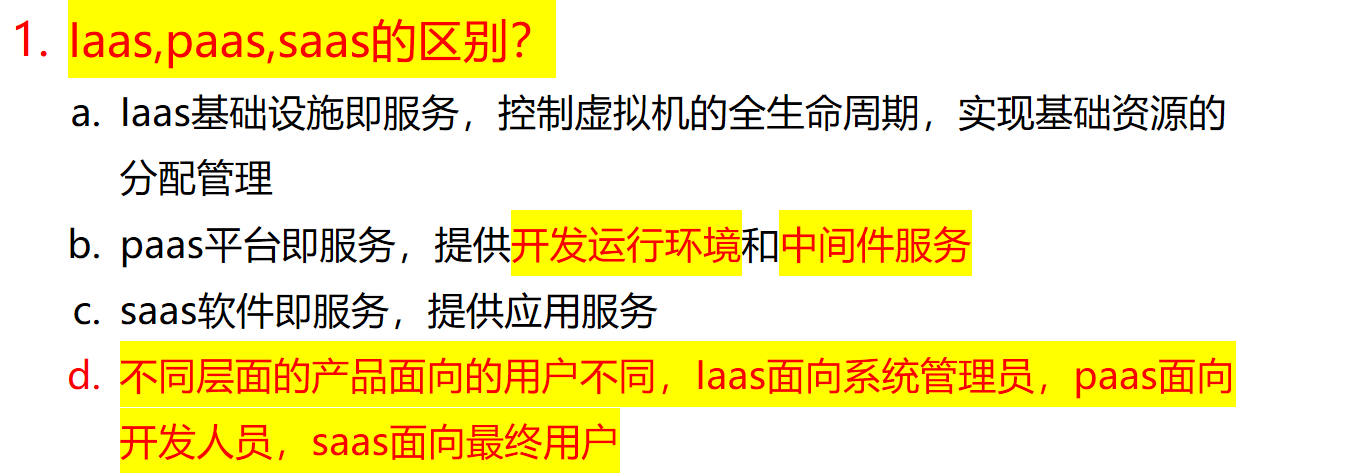 1. Iaas,paas,saas的区别？
a. Iaas基础设施即服务，控制虚拟机的全生命周期，实现基础资源的
分配管理
b. paas平台即服务，提供开发运行环境和中间件服务
c. saas软件即服务，提供应用服务
d. 不同层面的产品面向的用户不同，Iaas面向系统管理员，paas面向
开发人员，saas面向最终用户